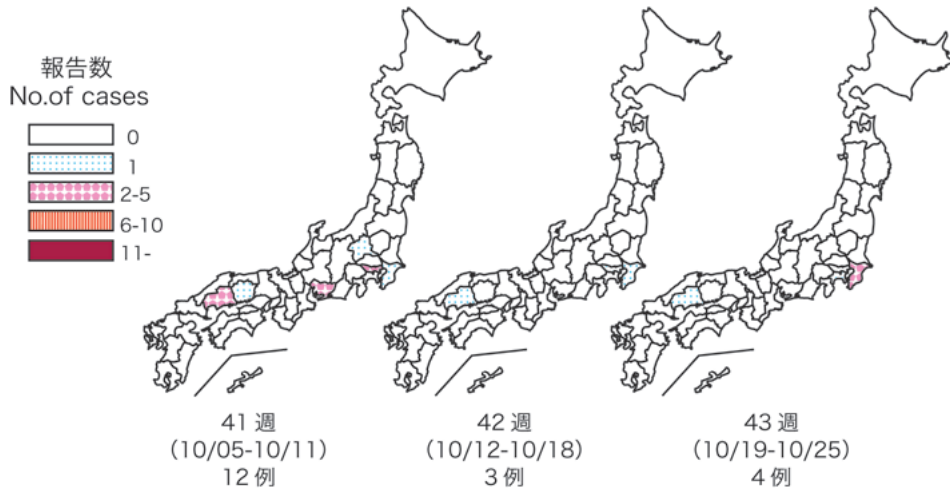 報告数
No.of cases
0
1
2-5
6-10
11-
41 週
(10/05-10/11)
12 例
42 週
(10/12-10/18)
3 例
43 週
(10/19-10/25)
4 例